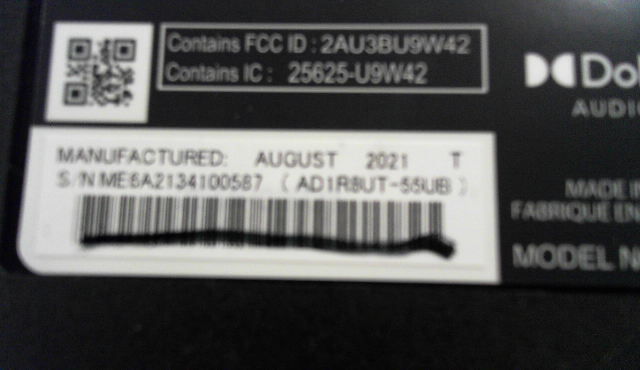 Contains FCC ID : 2AU3BU9W42
Contains IC : 25625-U9W42
Dol
AUDIO
MANUFACTURED: AUGUST 2021 T
S/N ME6A2134100587 ( AD1R8UT-55UB )
MADE I
FABRIQUE EN
MODEL N